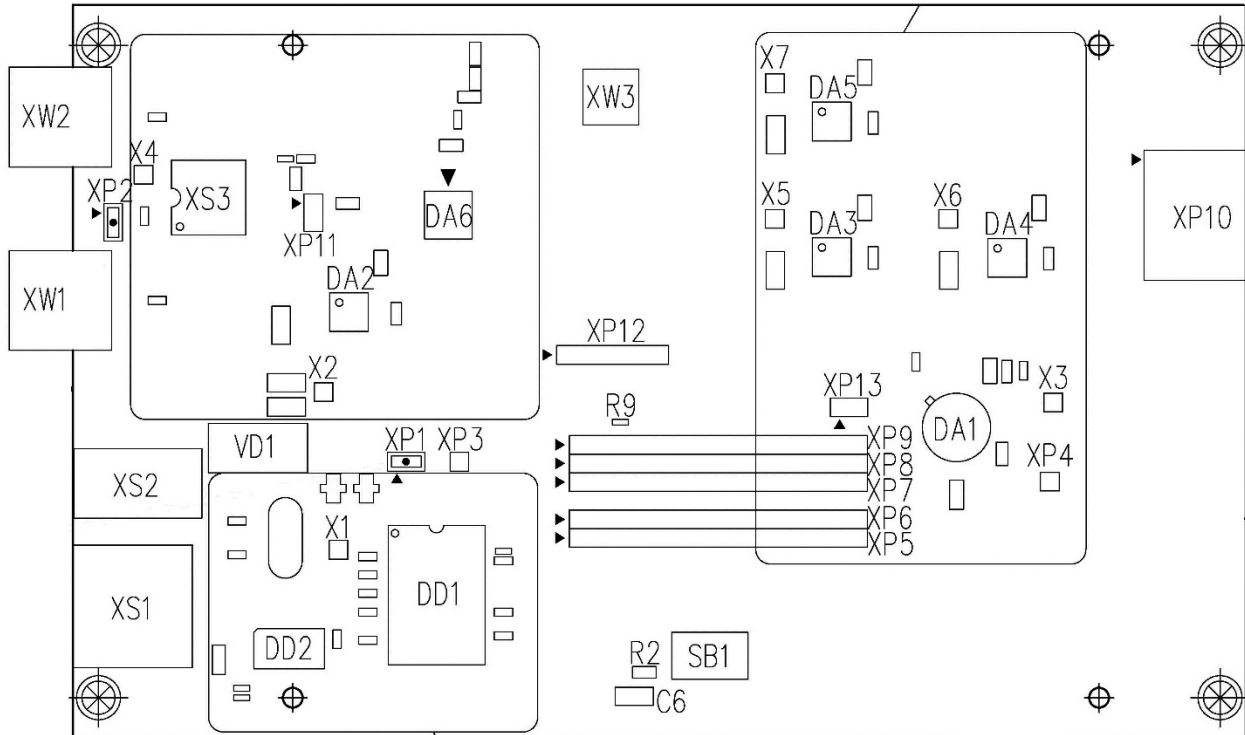 X7
DA5
XW2
XW3
X4
XS3
XP2
XP11
DA6
X5
DA3
X6
DA4
XP10
DA2
XW1
XP12
X2
XP13
X3
R9
DA1
VD1
XP1
XP3
XP9
XP8
XP7
XP4
XS2
XP6
XP5
X1
DD1
XS1
DD2
R2
SB1
C6